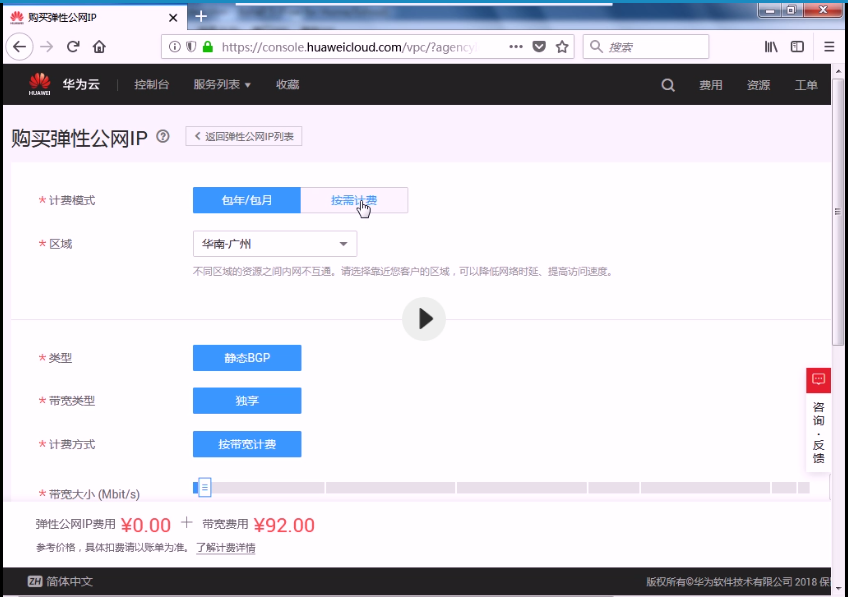 购买弹性公网IP
https://console.huaweicloud.com/vpc/?agency
搜索
HUAWEI 华为云 控制台 服务列表 收藏 费用 资源 工单
购买弹性公网IP 返回弹性公网IP列表
* 计费模式 包年/包月 按需计费
* 区域 华南-广州
不同区域的资源之间内网不互通。请选择靠近您客户的区域，可以降低网络时延、提高访问速度。
* 类型 静态BGP
* 带宽类型 独享
* 计费方式 按带宽计费
* 带宽大小 (Mbit/s)
咨询·反馈
弹性公网IP费用 ¥0.00 + 带宽费用 ¥92.00
参考价格，具体扣费请以账单为准。 了解计费详情
ZH 简体中文 版权所有©华为软件技术有限公司 2018 保